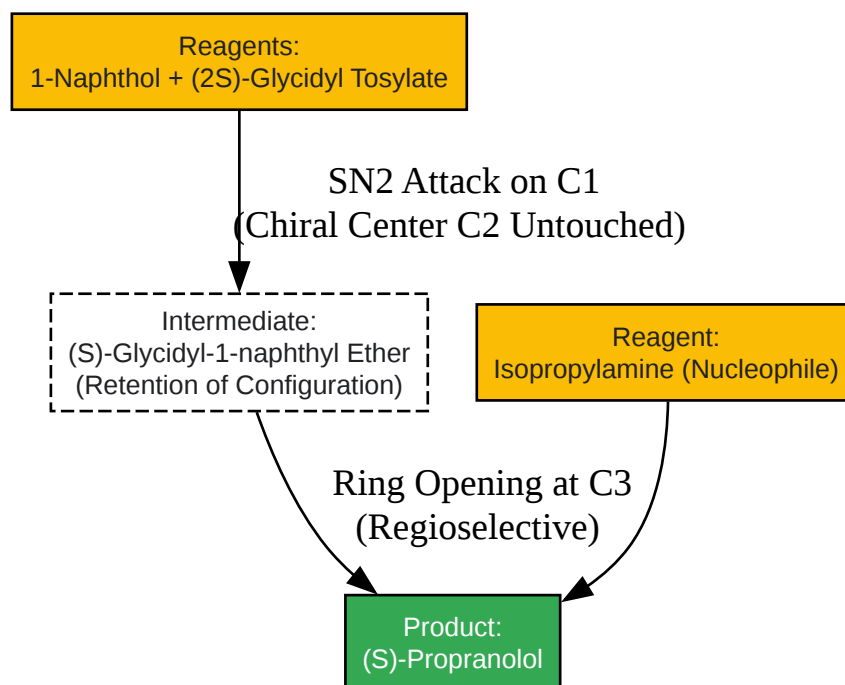 Reagents:
1-Naphthol + (2S)-Glycidyl Tosylate
SN2 Attack on C1
(Chiral Center C2 Untouched)
Intermediate:
(S)-Glycidyl-1-naphthyl Ether
(Retention of Configuration)
Reagent:
Isopropylamine (Nucleophile)
Ring Opening at C3
(Regioselective)
Product:
(S)-Propranolol